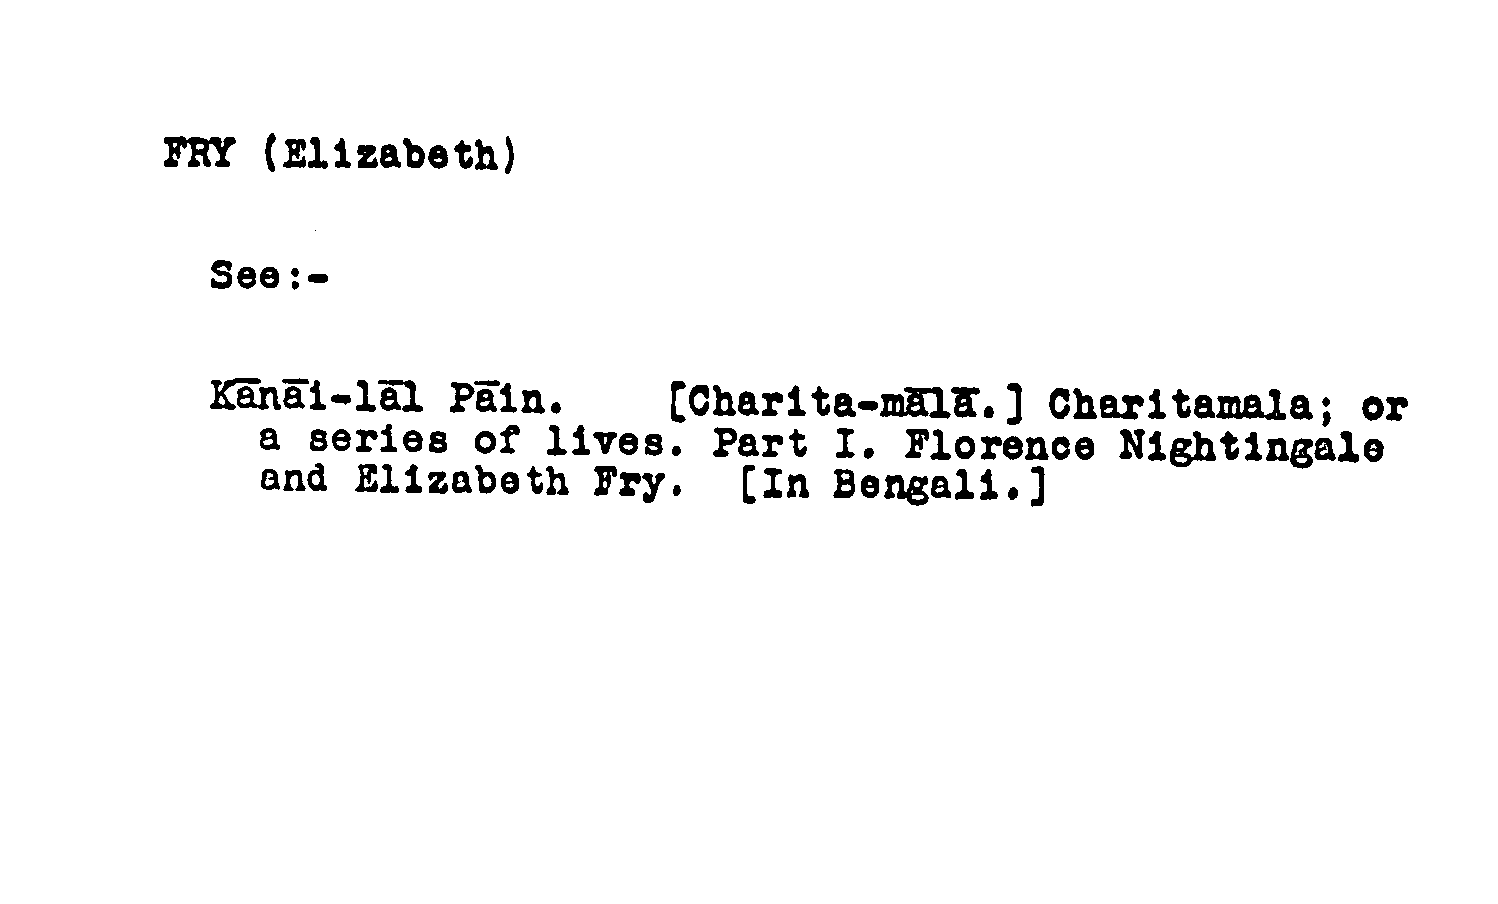 FRY (Elizabeth)
See:-
Kānāi-lāl Pāin. [Charita-mālā.] Charitamala; or
a series of lives. Part I. Florence Nightingale
and Elizabeth Fry. [In Bengali.]